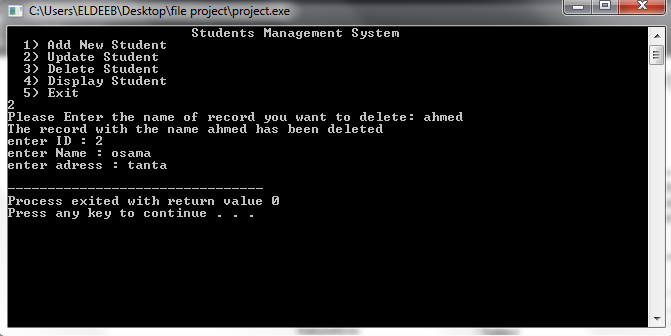 C:\Users\ELDEEB\Desktop\file project\project.exe
Students Management System
1) Add New Student
2) Update Student
3) Delete Student
4) Display Student
5) Exit
2
Please Enter the name of record you want to delete: ahmed
The record with the name ahmed has been deleted
enter ID : 2
enter Name : osama
enter adress : tanta
--------------------------------
Process exited with return value 0
Press any key to continue . . .